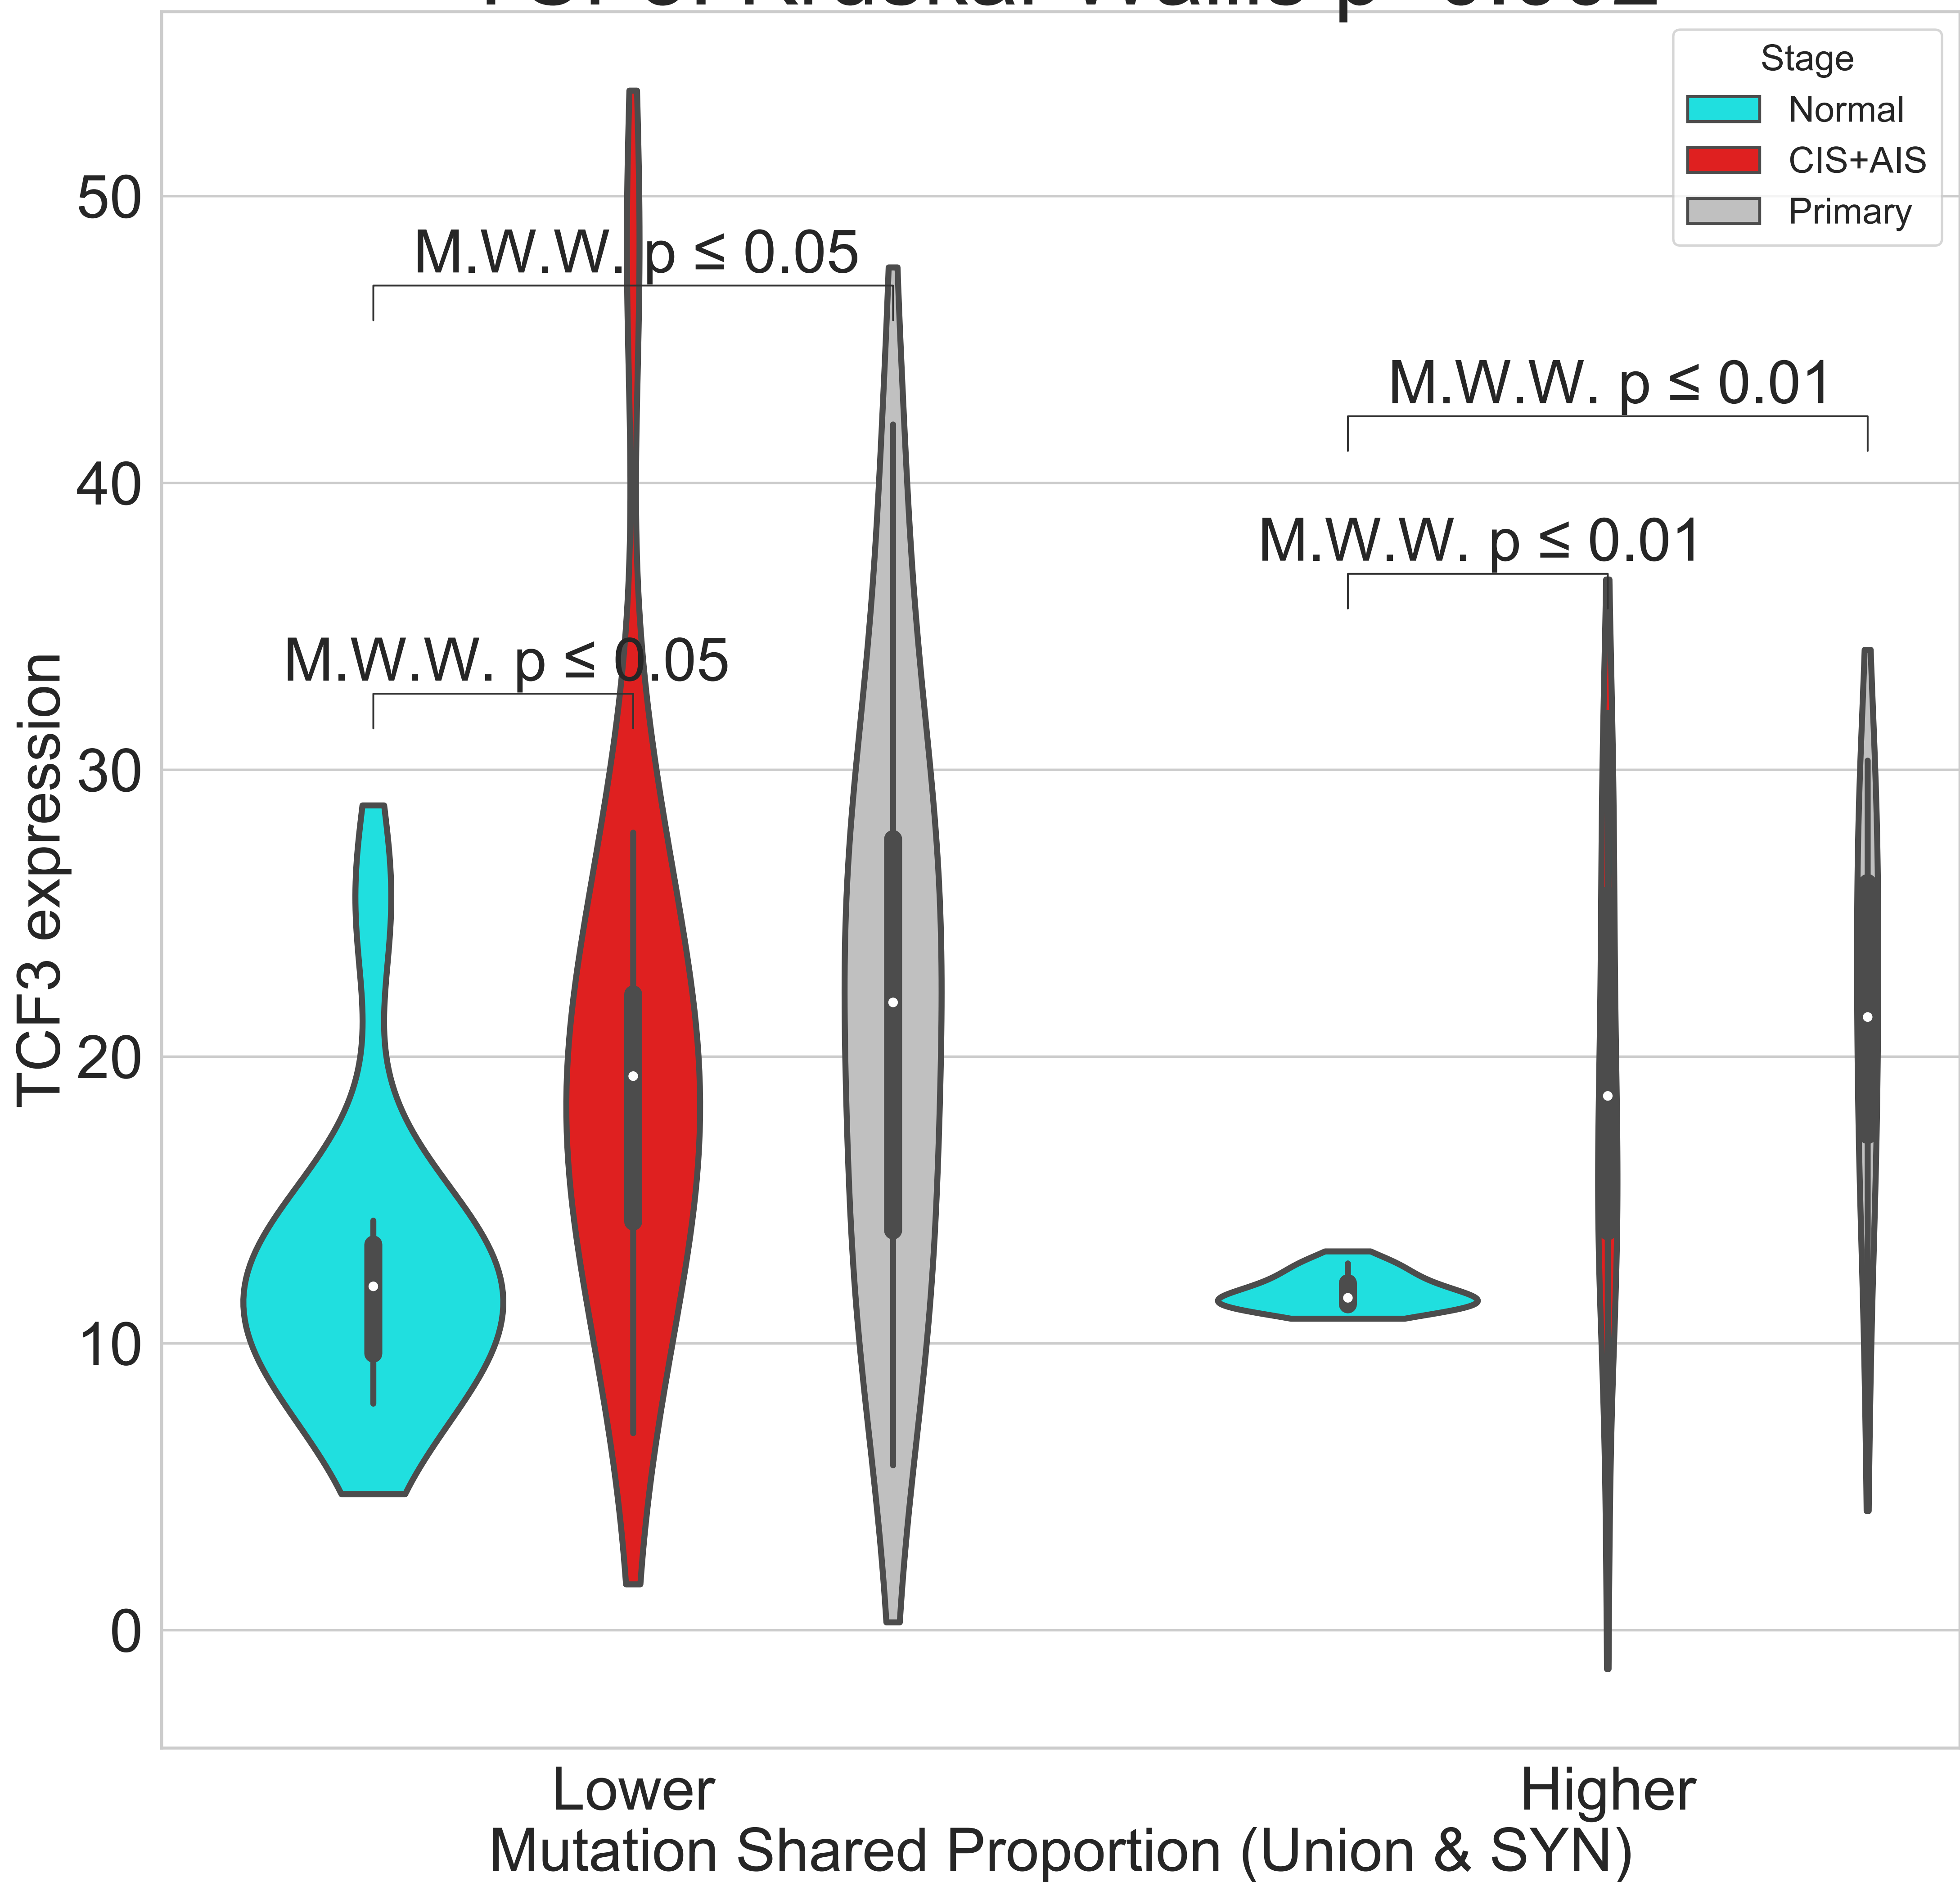 Stage
Normal
CIS+AIS
Primary
50
M.W.W. p ≤ 0.05
M.W.W. p ≤ 0.01
40
M.W.W. p ≤ 0.01
M.W.W. p ≤ 0.05
30
TCF3 expression
20
10
0
Lower
Higher
Mutation Shared Proportion (Union & SYN)